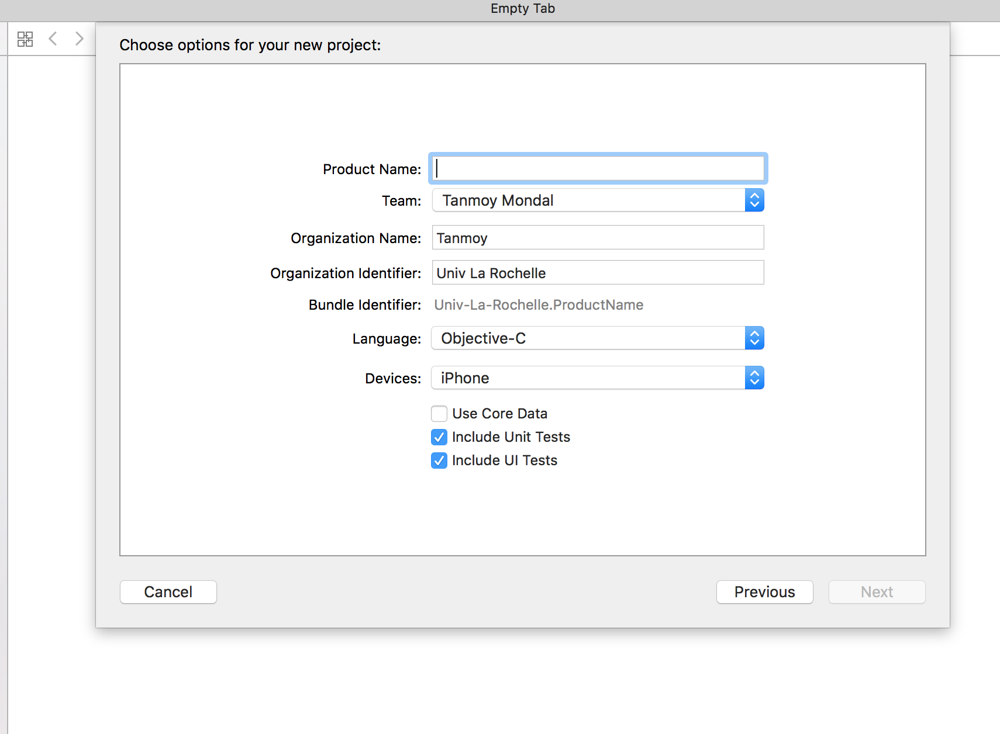 Empty Tab
Choose options for your new project:
Product Name:
Team: Tanmoy Mondal
Organization Name: Tanmoy
Organization Identifier: Univ La Rochelle
Bundle Identifier: Univ-La-Rochelle.ProductName
Language: Objective-C
Devices: iPhone
Use Core Data
Include Unit Tests
Include UI Tests
Cancel Previous Next